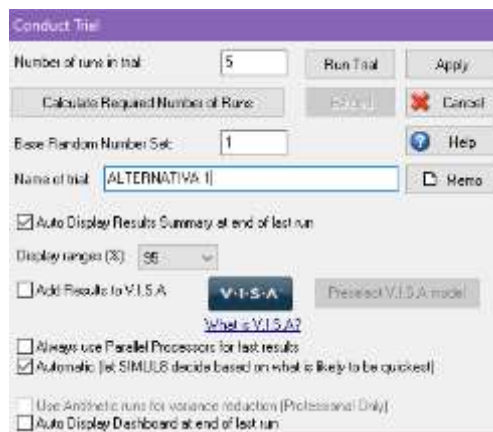 Conduct Trial
Number of runs in trial: 5 Run Trial Apply
Calculate Required Number of Runs Cancel
Base Random Number Set: 1 Help
Name of trial: ALTERNATIVA 1 Memo
Auto Display Results Summary at end of last run
Display ranges (%): 95
Add Results to V.I.S.A V·I·S·A Preselect V.I.S.A model
What is V.I.S.A?
Always use Parallel Processors for fast results
Automatic (let SIMUL8 decide based on what is likely to be quickest)
Use Antithetic runs for variance reduction (Professional Only)
Auto Display Dashboard at end of last run